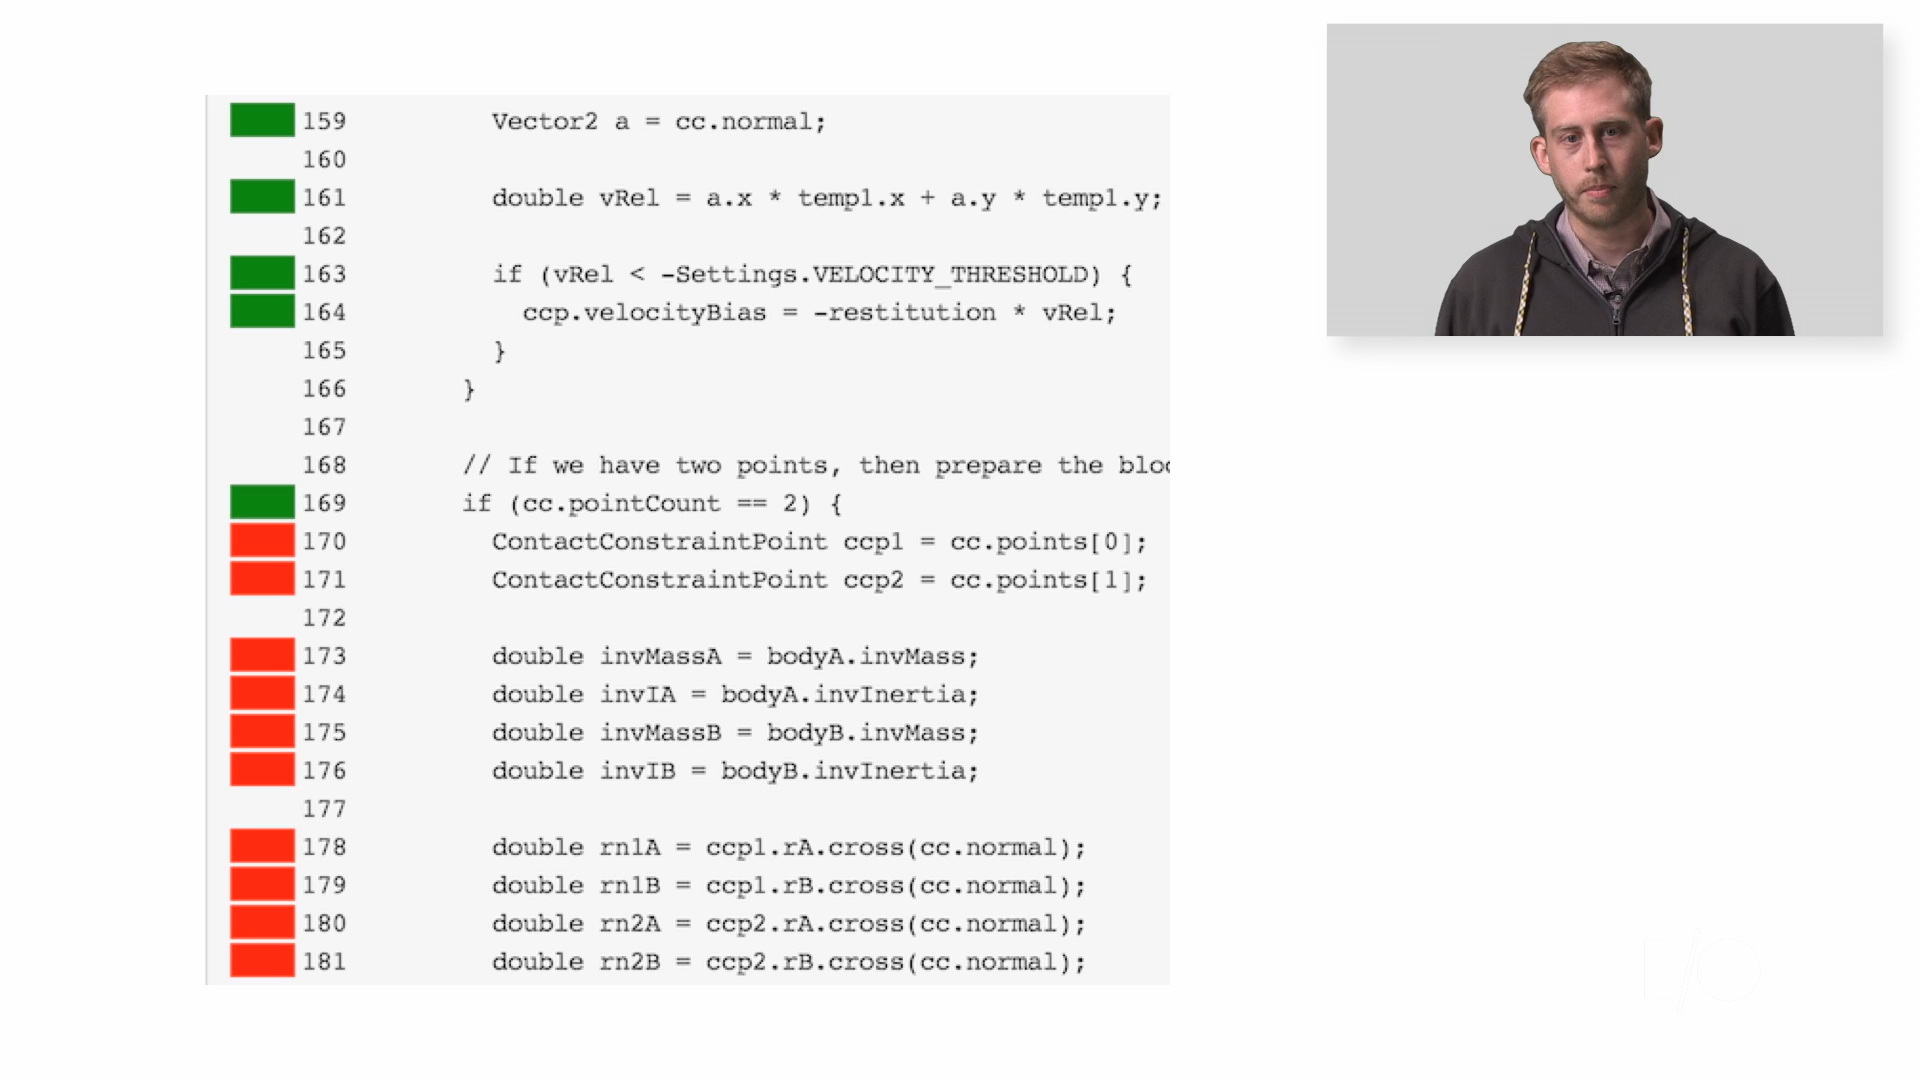 159 Vector2 a = cc.normal;
160
161 double vRel = a.x * temp1.x + a.y * temp1.y;
162
163 if (vRel < -Settings.VELOCITY_THRESHOLD) {
164 ccp.velocityBias = -restitution * vRel;
165 }
166 }
167
168 // If we have two points, then prepare the
169 if (cc.pointCount == 2) {
170 ContactConstraintPoint ccp1 = cc.points[0];
171 ContactConstraintPoint ccp2 = cc.points[1];
172
173 double invMassA = bodyA.invMass;
174 double invIA = bodyA.invInertia;
175 double invMassB = bodyB.invMass;
176 double invIB = bodyB.invInertia;
177
178 double rn1A = ccp1.rA.cross(cc.normal);
179 double rn1B = ccp1.rB.cross(cc.normal);
180 double rn2A = ccp2.rA.cross(cc.normal);
181 double rn2B = ccp2.rB.cross(cc.normal);